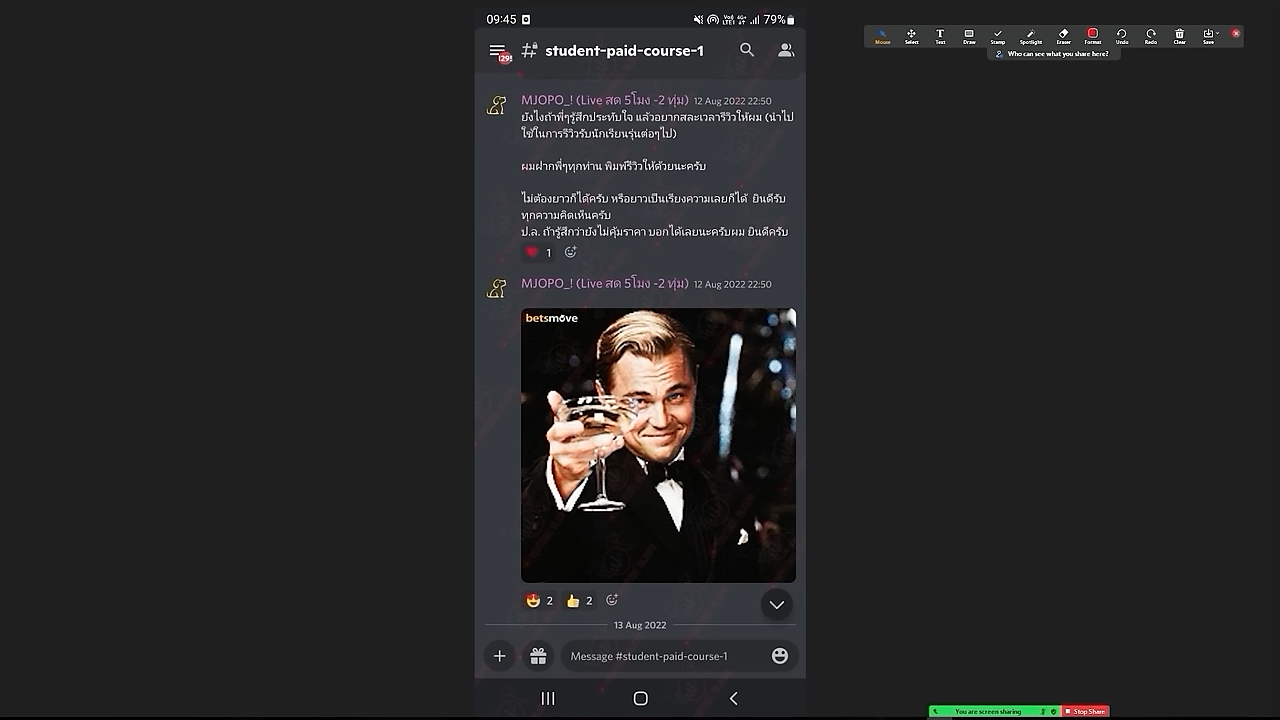 09:45
79%
Mouse
Select
Text
Draw
Stamp
Spotlight
Eraser
Format
Undo
Redo
Clear
Save
Who can see what you share here?
student-paid-course-1
MJOPO_! (Live สด 5โมง -2 ทุ่ม) 12 Aug 2022 22:50
ยังไงถ้าพี่ๆรู้สึกประทับใจ แล้วอยากสละเวลารีวิวให้ผม (นำไป
ใช้ในการรีวิวรับนักเรียนรุ่นต่อๆไป)
ผมฝากพี่ๆทุกท่าน พิมพ์รีวิวให้ด้วยนะครับ
ไม่ต้องยาวก็ได้ครับ หรือยาวเป็นเรียงความเลยก็ได้ ยินดีรับ
ทุกความคิดเห็นครับ
ป.ล. ถ้ารู้สึกว่ายังไม่คุ้มราคา บอกได้เลยนะครับผม ยินดีครับ
1
MJOPO_! (Live สด 5โมง -2 ทุ่ม) 12 Aug 2022 22:50
betsmove
2 2
13 Aug 2022
Message #student-paid-course-1
You are screen sharing
Stop Share